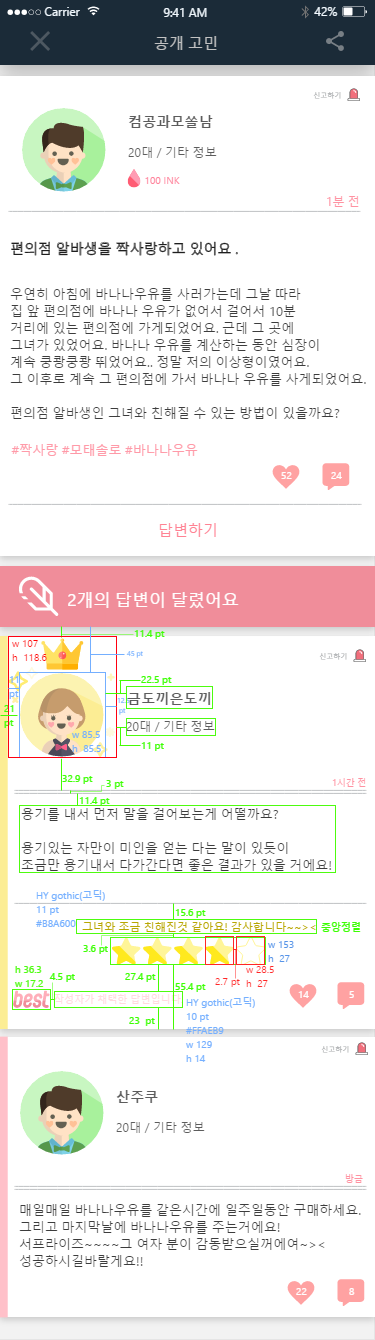 Carrier
9:41 AM
42%
공개 고민
신고하기
컴공과모쏠남
20대 / 기타 정보
100 INK
1분 전
편의점 알바생을 짝사랑하고 있어요 .
우연히 아침에 바나나우유를 사러가는데 그날 따라
집 앞 편의점에 바나나 우유가 없어서 걸어서 10분
거리에 있는 편의점에 가게되었어요. 근데 그 곳에
그녀가 있었어요. 바나나 우유를 계산하는 동안 심장이
계속 쿵쾅쿵쾅 뛰었어요.. 정말 저의 이상형이였어요.
그 이후로 계속 그 편의점에 가서 바나나 우유를 사게되었어요.
편의점 알바생인 그녀와 친해질 수 있는 방법이 있을까요?
#짝사랑 #모태솔로 #바나나우유
52
24
답변하기
2개의 답변이 달렸어요
11.4 pt
w 107
h 118.6
45 pt
신고하기
22.5 pt
11
pt
금도끼은도끼
21
pt
20대 / 기타 정보
w 85.5
h 85.5
11 pt
32.9 pt
3 pt
1시간 전
11.4 pt
용기를 내서 먼저 말을 걸어보는게 어떨까요?
용기있는 자만이 미인을 얻는 다는 말이 있듯이
조금만 용기내서 다가간다면 좋은 결과가 있을 거에요!
HY gothic(고딕)
11 pt
#B8A600
15.6 pt
그녀와 조금 친해진것 같아요! 감사합니다~~><
중앙정렬
3.6 pt
w 153
h 27
h 36.3
w 17.2
4.5 pt
27.4 pt
55.4 pt
2.7 pt
w 28.5
h 27
best
작성자가 채택한 답변입니다
HY gothic(고딕)
10 pt
#FFAEB9
w 129
h 14
23 pt
14
5
신고하기
산주쿠
20대 / 기타 정보
방금
매일매일 바나나우유를 같은시간에 일주일동안 구매하세요.
그리고 마지막날에 바나나우유를 주는거에요!
서프라이즈~~~~그 여자 분이 감동받으실꺼에여~><
성공하시길바랄게요!!
22
8